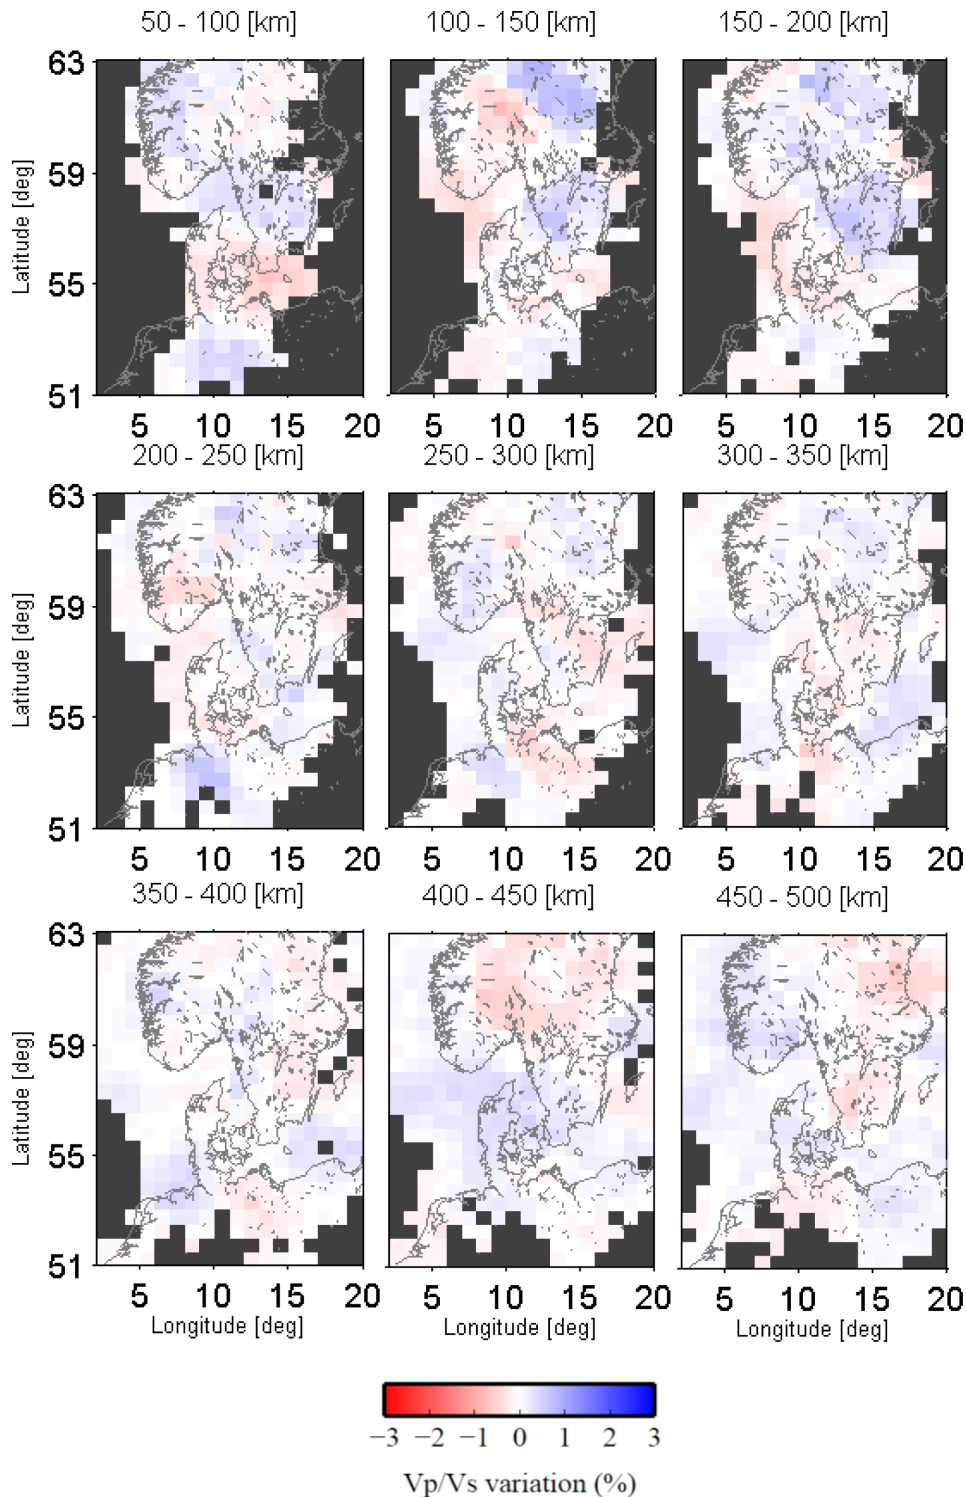 50 - 100 [km] 100 - 150 [km] 150 - 200 [km]
63
59
55
51
Latitude [deg]
5 10 15 20 5 10 15 20 5 10 15 20
200 - 250 [km] 250 - 300 [km] 300 - 350 [km]
63
59
55
51
Latitude [deg]
5 10 15 20 5 10 15 20 5 10 15 20
350 - 400 [km] 400 - 450 [km] 450 - 500 [km]
63
59
55
51
Latitude [deg]
5 10 15 20 5 10 15 20 5 10 15 20
Longitude [deg] Longitude [deg] Longitude [deg]
−3 −2 −1 0 1 2 3
Vp/Vs variation (%)